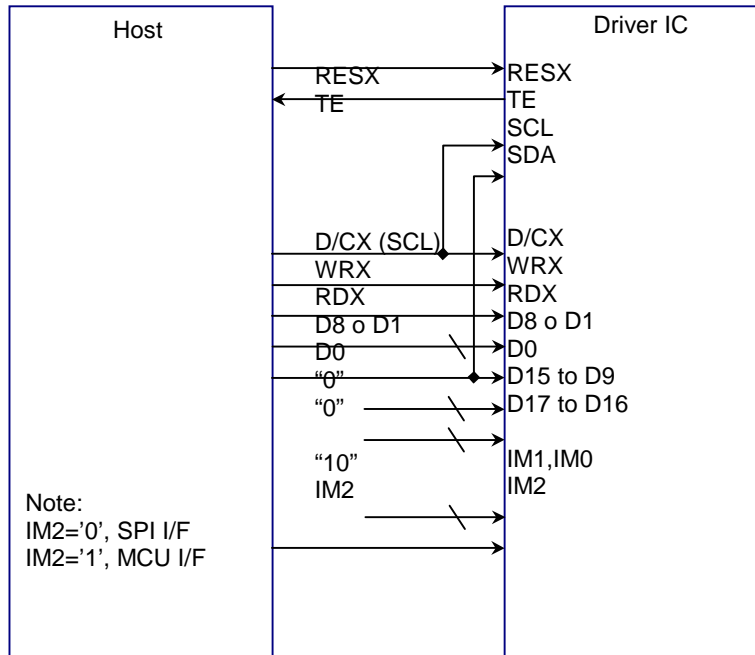 Host
Driver IC
RESX
TE
D/CX (SCL)
WRX
RDX
D8 o D1
D0
“0”
“0”
“10”
IM2
RESX
TE
SCL
SDA
D/CX
WRX
RDX
D8 o D1
D0
D15 to D9
D17 to D16
IM1,IM0
IM2
Note:
IM2=’0’, SPI I/F
IM2=’1’, MCU I/F